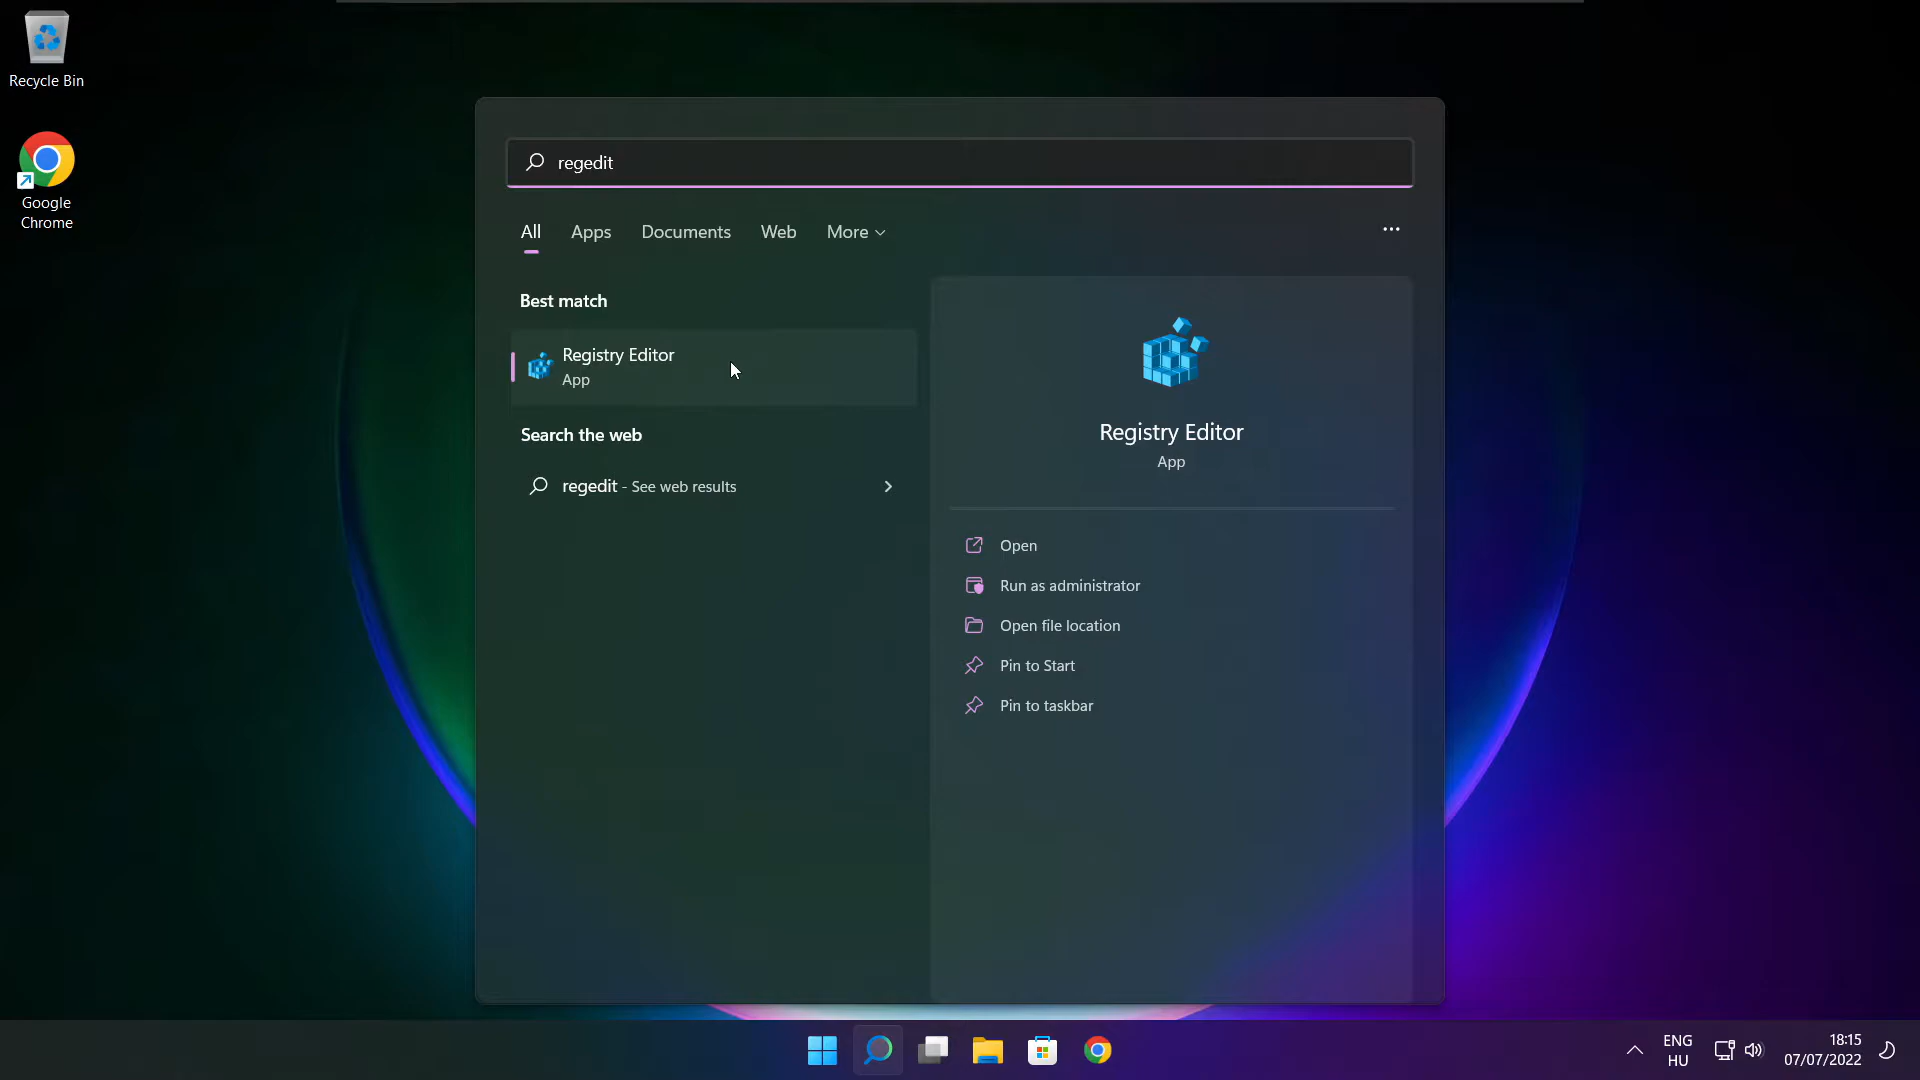 Recycle Bin
Google
Chrome
regedit
All Apps Documents Web More
Best match
Registry Editor
App
Search the web
regedit - See web results
Registry Editor
App
Open
Run as administrator
Open file location
Pin to Start
Pin to taskbar
ENG
HU
18:15
07/07/2022